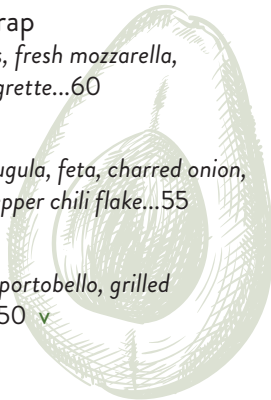 rap
s, fresh mozzarella,
grette...60
ugula, feta, charred onion,
pper chili flake...55
portobello, grilled
50 v